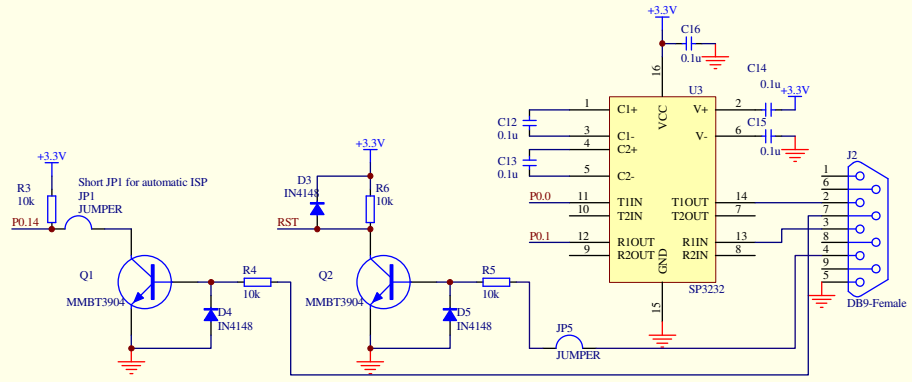 +3.3V
C16
0.1u
16
VCC
U3
C14
0.1u
+3.3V
1
C1+
V+
2
C12
0.1u
3
C1-
V-
6
C15
0.1u
4
C2+
C13
0.1u
5
C2-
J2
1
6
2
7
3
8
4
9
5
DB9-Female
P0.0
11
T1IN
T1OUT
14
10
T2IN
T2OUT
7
P0.1
12
R1OUT
R1IN
13
9
R2OUT
R2IN
8
GND
SP3232
15
+3.3V
R3
10k
P0.14
Short JP1 for automatic ISP
JP1
JUMPER
+3.3V
D3
IN4148
R6
10k
RST
Q1
MMBT3904
R4
10k
D4
IN4148
Q2
MMBT3904
R5
10k
D5
IN4148
JP5
JUMPER